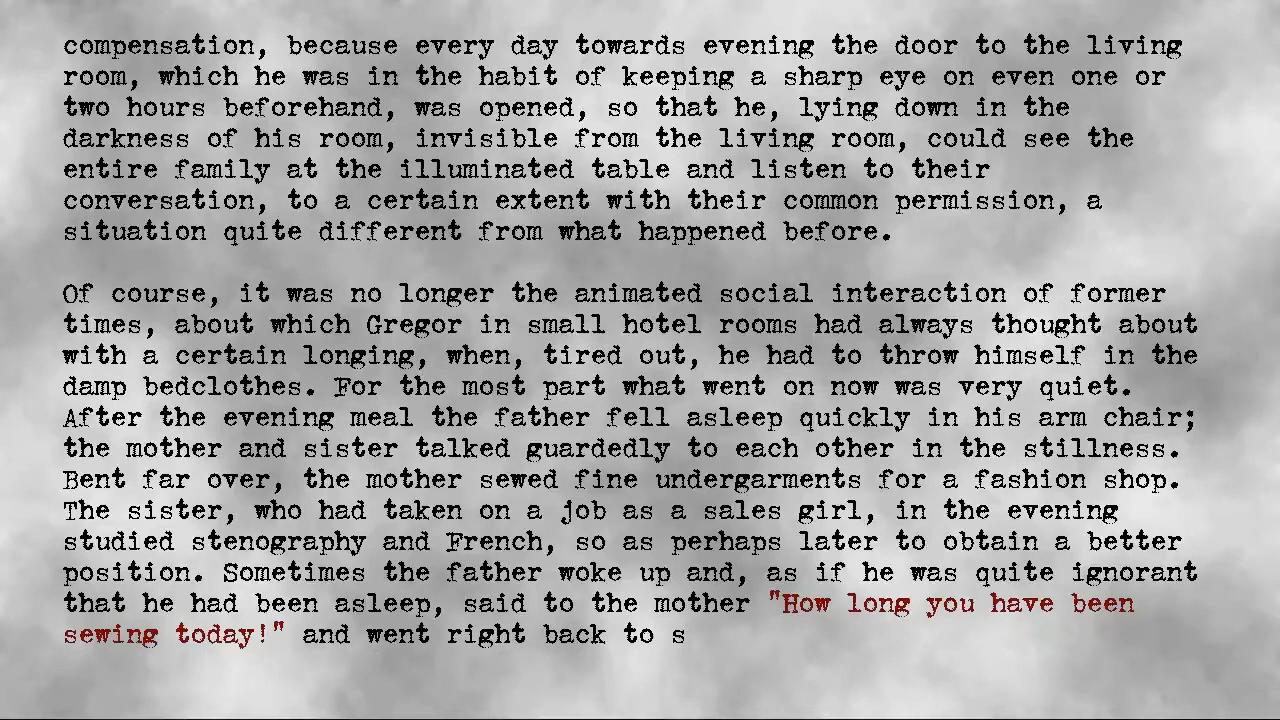 compensation, because every day towards evening the door to the living
room, which he was in the habit of keeping a sharp eye on even one or
two hours beforehand, was opened, so that he, lying down in the
darkness of his room, invisible from the living room, could see the
entire family at the illuminated table and listen to their
conversation, to a certain extent with their common permission, a
situation quite different from what happened before.
Of course, it was no longer the animated social interaction of former
times, about which Gregor in small hotel rooms had always thought about
with a certain longing, when, tired out, he had to throw himself in the
damp bedclothes. For the most part what went on now was very quiet.
After the evening meal the father fell asleep quickly in his arm chair;
the mother and sister talked guardedly to each other in the stillness.
Bent far over, the mother sewed fine undergarments for a fashion shop.
The sister, who had taken on a job as a sales girl, in the evening
studied stenography and French, so as perhaps later to obtain a better
position. Sometimes the father woke up and, as if he was quite ignorant
that he had been asleep, said to the mother "How long you have been
sewing today!" and went right back to s